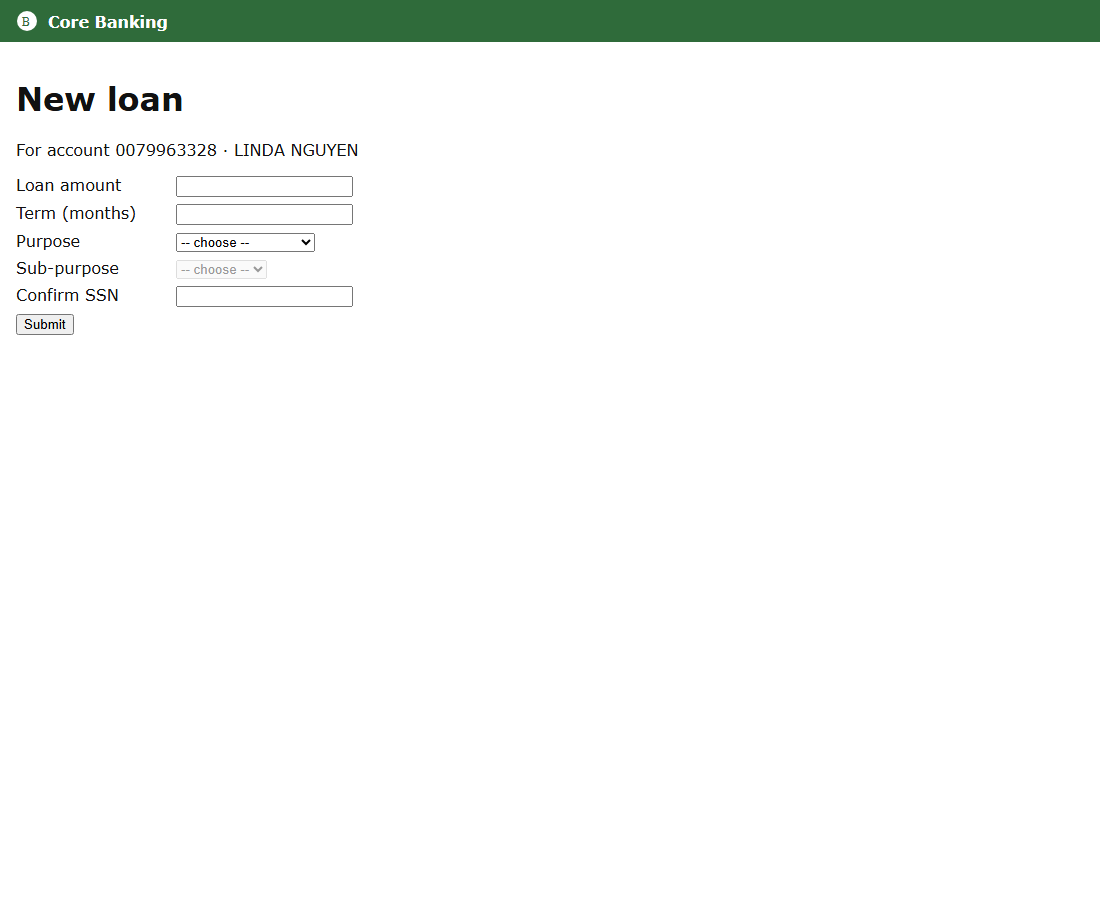 B Core Banking
New loan
For account 0079963328 · LINDA NGUYEN
Loan amount
Term (months)
Purpose -- choose --
Sub-purpose -- choose --
Confirm SSN
Submit